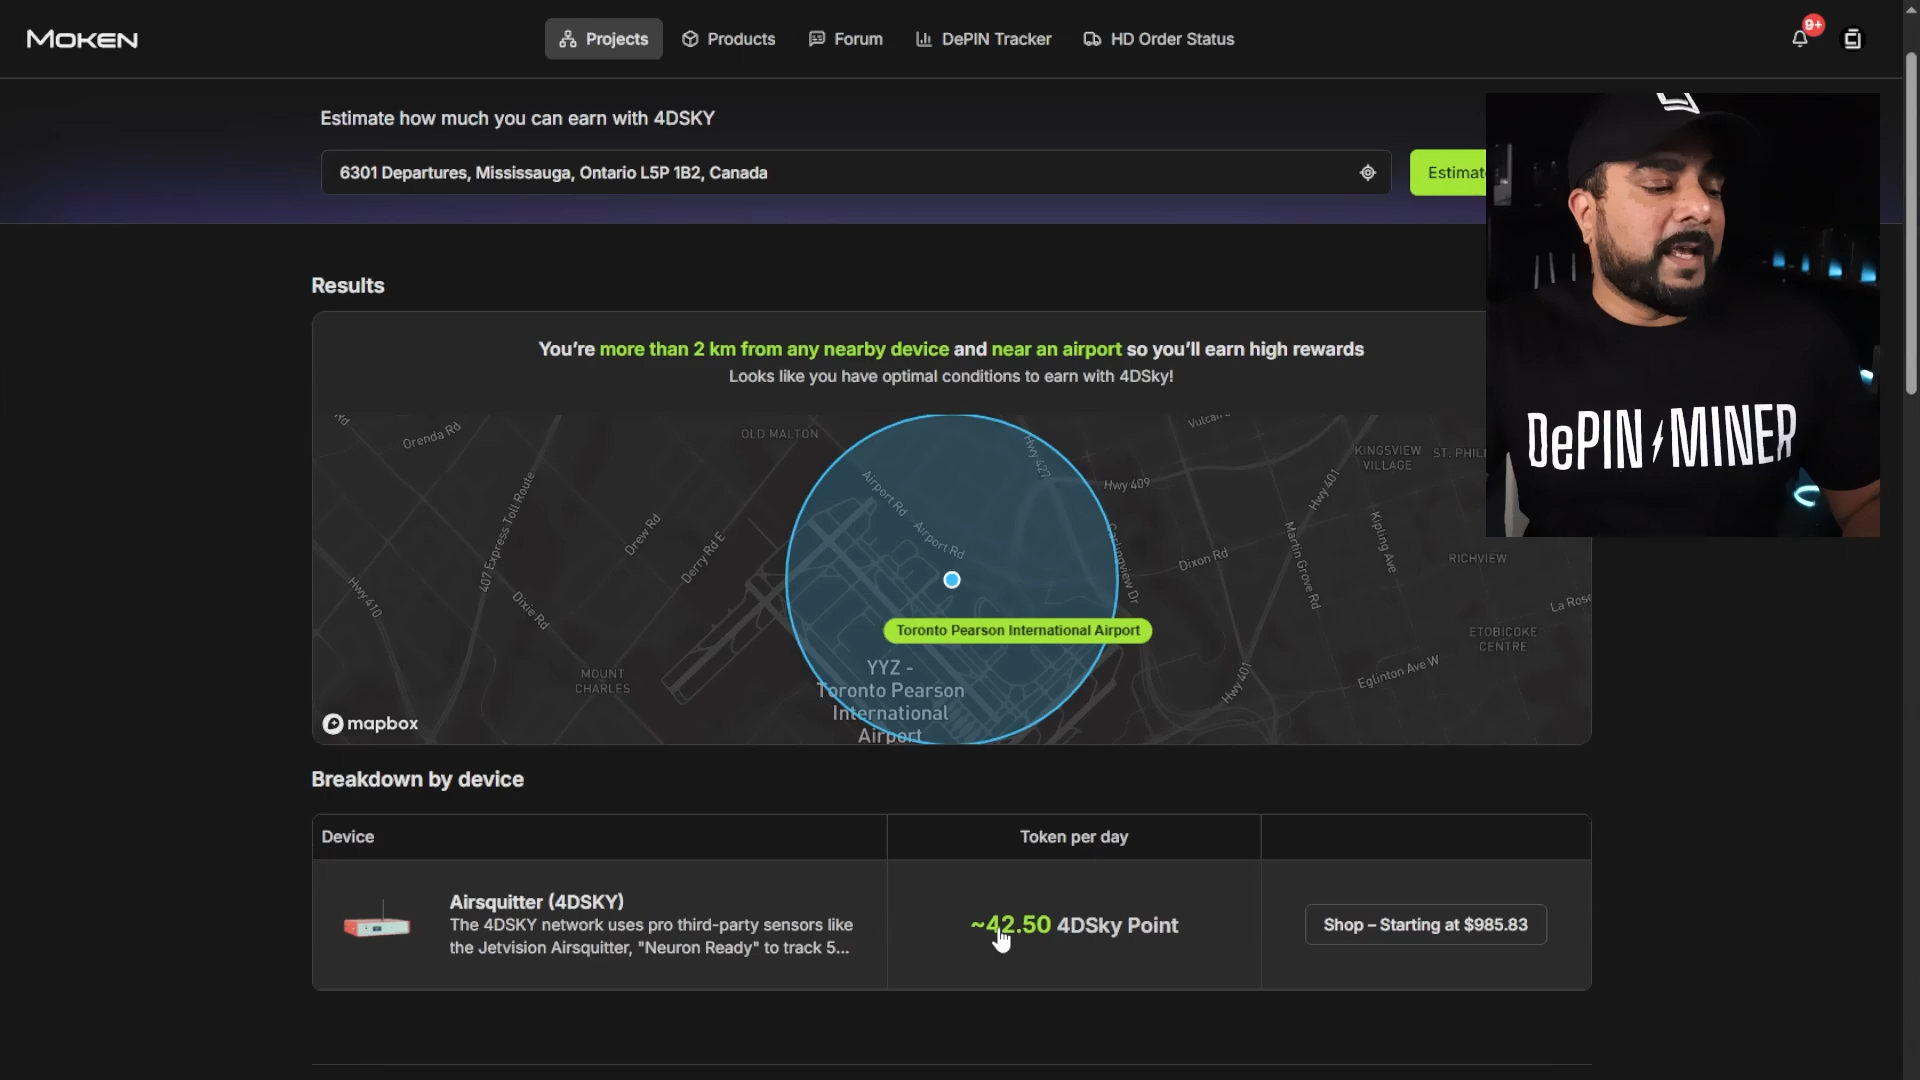 MOKEN
Projects
Products
Forum
DePIN Tracker
HD Order Status
9+
Estimate how much you can earn with 4DSKY
6301 Departures, Mississauga, Ontario L5P 1B2, Canada
Estimat
Results
You're more than 2 km from any nearby device and near an airport so you'll earn high rewards
Looks like you have optimal conditions to earn with 4DSky!
DePIN MINER
Rd
Orenda Rd
OLD MALTON
Hwy 427
Vulcan
KINGSVIEW
VILLAGE
ST. PHIL
Hwy 409
Airport Rd
Airport Rd
407 Express Toll Route
Drew Rd
Derry Rd E
Hwy 401
Kipling Ave
Martin Grove Rd
Carlingview Dr
Dixon Rd
RICHVIEW
Hwy 410
Dixie Rd
La Rose
Toronto Pearson International Airport
ETOBICOKE
CENTRE
MOUNT
CHARLES
YYZ -
Toronto Pearson
International
Airport
Hwy 401
Eglinton Ave W
mapbox
Breakdown by device
Device
Token per day
Airsquitter (4DSKY)
The 4DSKY network uses pro third-party sensors like
the Jetvision Airsquitter, "Neuron Ready" to track 5...
~42.50 4DSky Point
Shop – Starting at $985.83